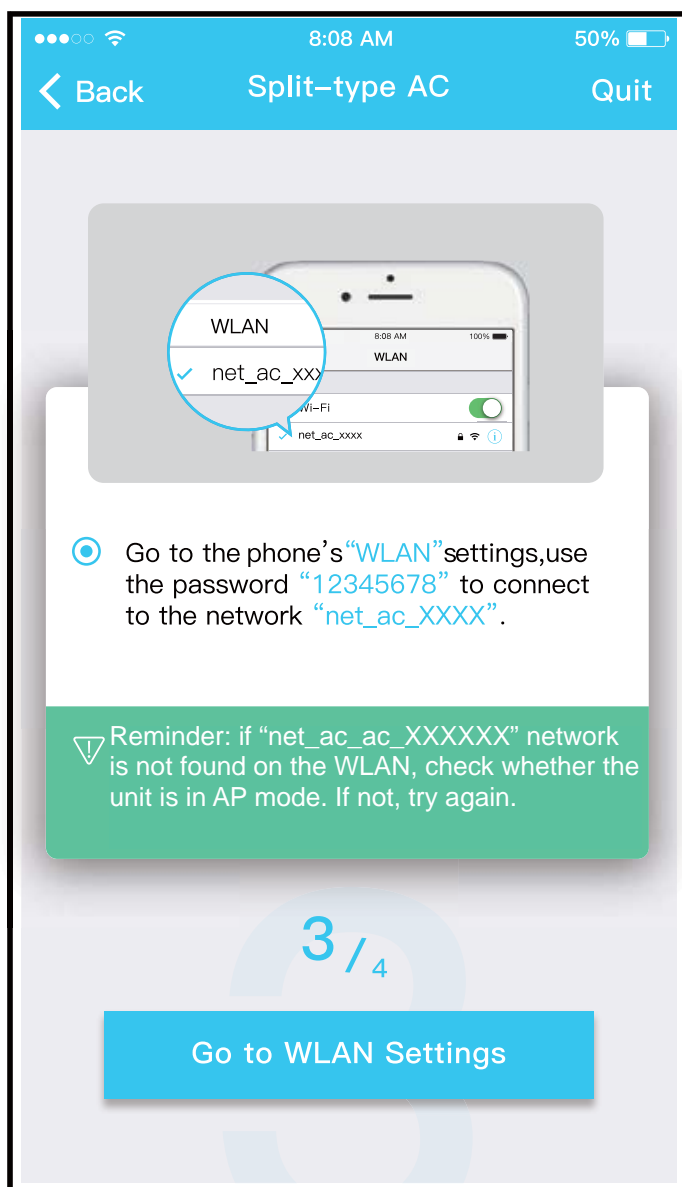 8:08 AM 50%
Back Split-type AC Quit
WLAN
net_ac_xxx
8:08 AM 100%
WLAN
Wi-Fi
net_ac_xxxx
Go to the phone's“WLAN”settings,use
the password “12345678” to connect
to the network “net_ac_XXXX”.
Reminder: if “net_ac_ac_XXXXXX” network
is not found on the WLAN, check whether the
unit is in AP mode. If not, try again.
3/4
Go to WLAN Settings
3